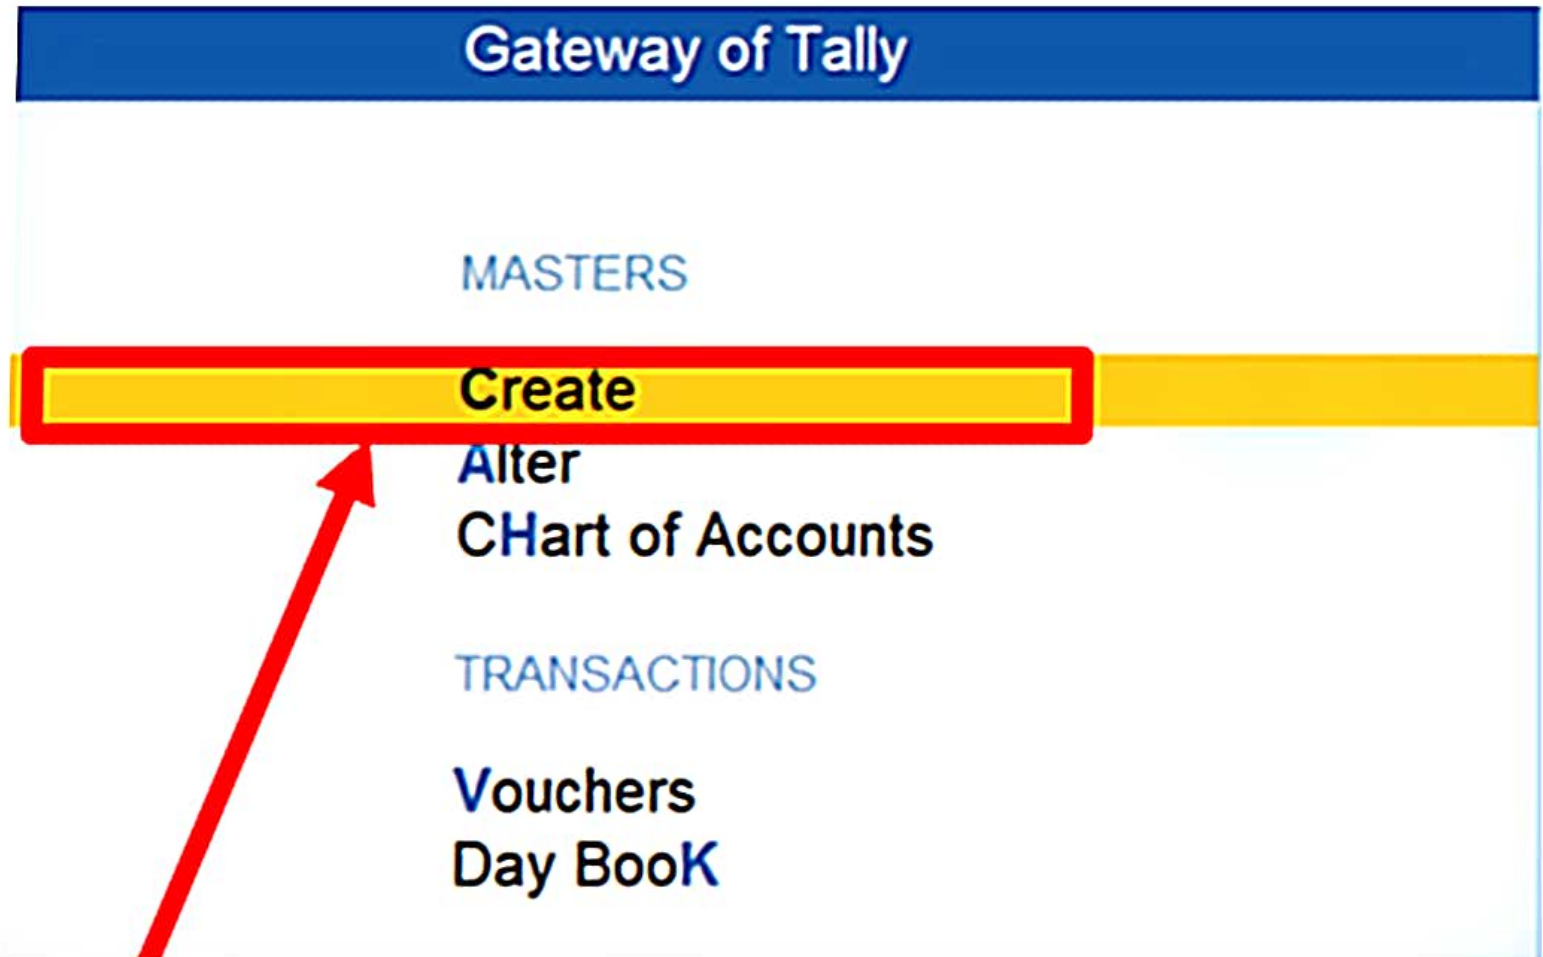 Gateway of Tally
MASTERS
Create
Alter
CHart of Accounts
TRANSACTIONS
Vouchers
Day BooK